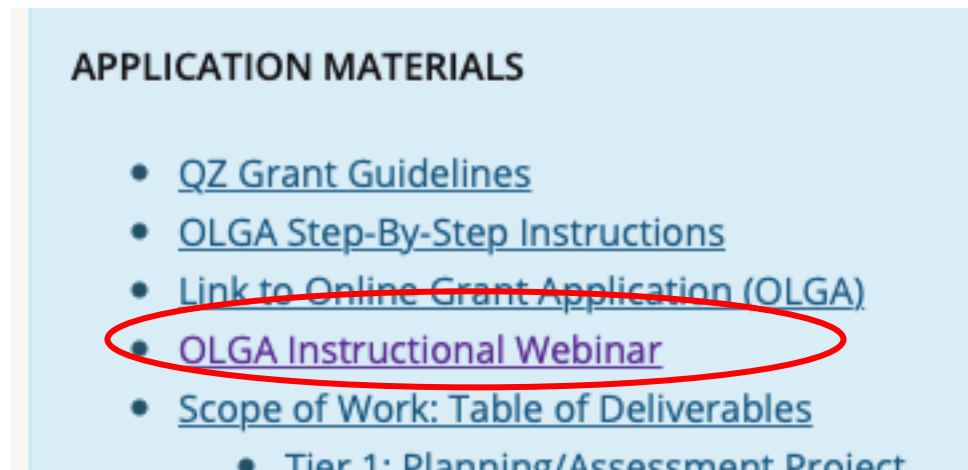 APPLICATION MATERIALS
QZ Grant Guidelines
OLGA Step-By-Step Instructions
Link to Online Grant Application (OLGA)
OLGA Instructional Webinar
Scope of Work: Table of Deliverables
Tier 1: Planning/Assessment Project